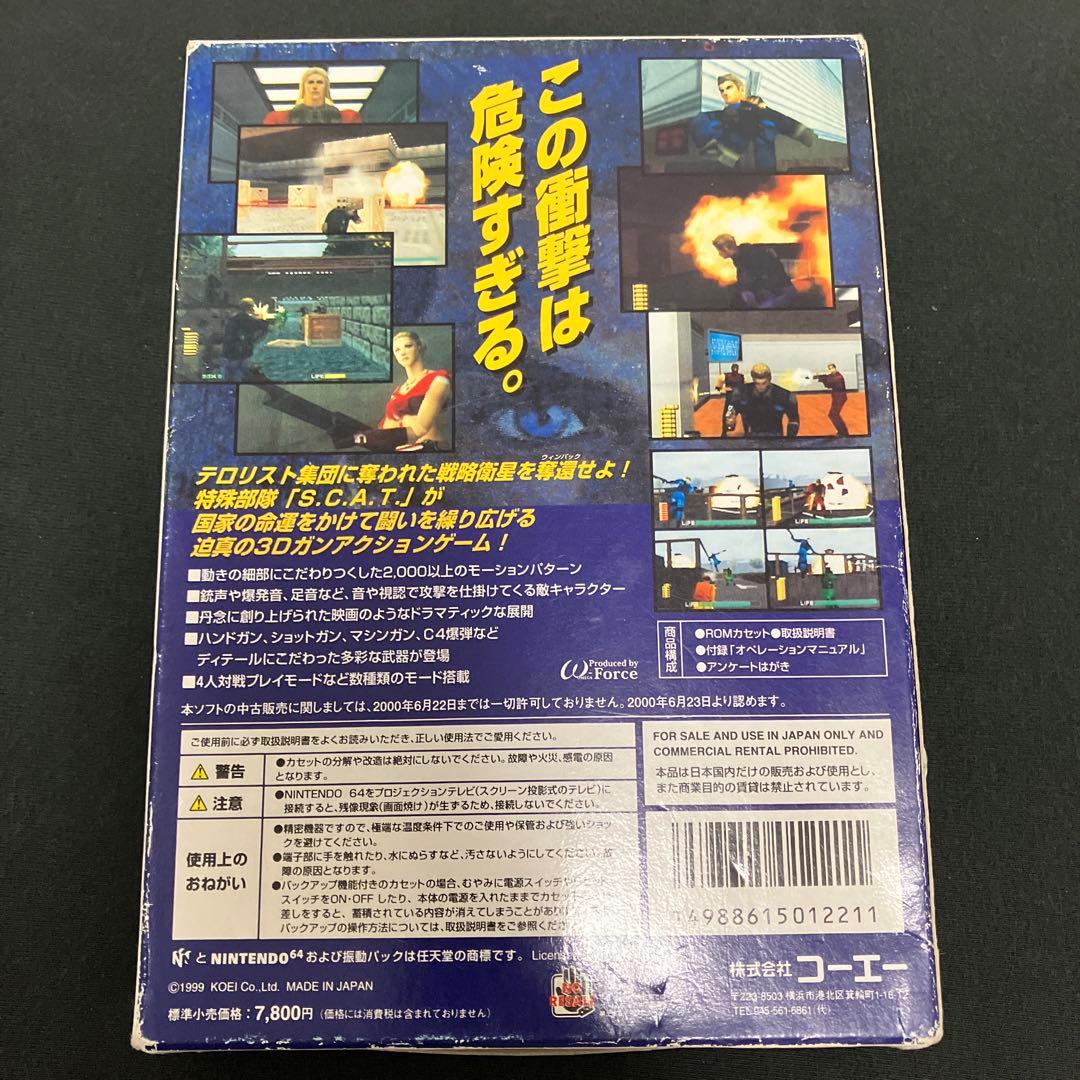 この衝撃は
危険すぎる。
LIFE
LIFE
LIFE
LIFE
LIFE
ウィンバック
テロリスト集団に奪われた戦略衛星を奪還せよ！
特殊部隊「S.C.A.T.」が
国家の命運をかけて闘いを繰り広げる
迫真の3Dガンアクションゲーム！
■動きの細部にこだわりつくした2,000以上のモーションパターン
■銃声や爆発音、足音など、音や視認で攻撃を仕掛けてくる敵キャラクター
■丹念に創り上げられた映画のようなドラマティックな展開
■ハンドガン、ショットガン、マシンガン、C4爆弾など
ディテールにこだわった多彩な武器が登場
■4人対戦プレイモードなど数種類のモード搭載
Produced by
ω-Force
商品構成
●ROMカセット●取扱説明書
●付録「オペレーションマニュアル」
●アンケートはがき
本ソフトの中古販売に関しましては、2000年6月22日までは一切許可しておりません。2000年6月23日より認めます。
ご使用前に必ず取扱説明書をよくお読みいただき、正しい使用法でご愛用ください。
警告
●カセットの分解や改造は絶対にしないでください。故障や火災、感電の原因
となります。
注意
●NINTENDO 64をプロジェクションテレビ(スクリーン投影式のテレビ)に
接続すると、残像現象(画面焼け)が生ずるため、接続しないでください。
使用上の
おねがい
●精密機器ですので、極端な温度条件下でのご使用や保管および強いショッ
クを避けてください。
●端子部に手を触れたり、水にぬらすなど、汚さないようにしてください。故
障の原因となります。
●バックアップ機能付きのカセットの場合、むやみに電源スイッチや
スイッチをON・OFFしたり、本体の電源を入れたままでカセッ
差しをすると、蓄積されている内容が消えてしまうことがあり
バックアップの操作方法については、取扱説明書をご参照くだ
FOR SALE AND USE IN JAPAN ONLY AND
COMMERCIAL RENTAL PROHIBITED.
本品は日本国内だけの販売および使用とし、
また商業目的の賃貸は禁止されています。
4988615012211
と NINTENDO64および振動パックは任天堂の商標です。
©1999 KOEI Co.,Ltd. MADE IN JAPAN
標準小売価格：7,800円（価格には消費税は含まれておりません）
NO RESALE
株式会社 コーエー
〒223-8503 横浜市港北区箕輪町1-18-12
TEL 045-561-6861(代)